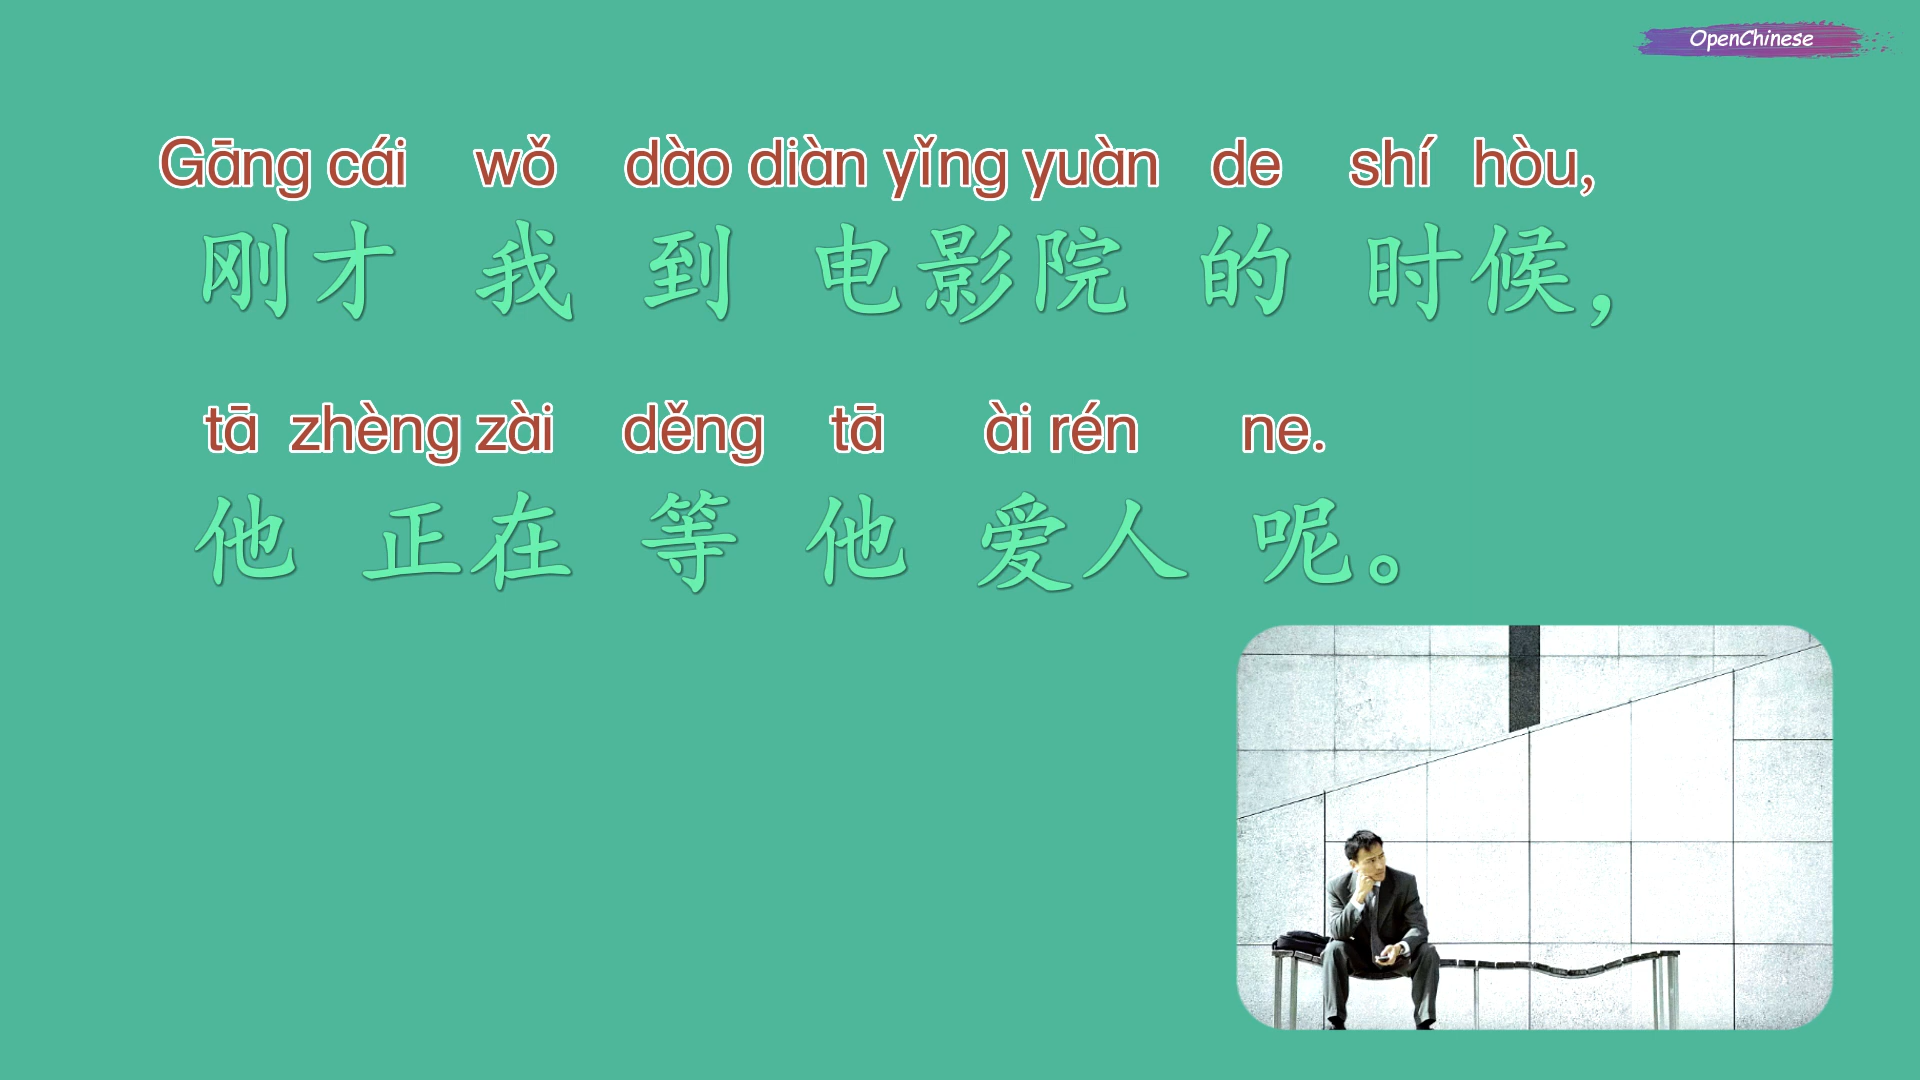 OpenChinese
Gāng cái wǒ dào diàn yǐng yuàn de shí hòu,
刚才 我 到 电影院 的 时候，
tā zhèng zài děng tā ài rén ne.
他 正在 等 他 爱人 呢。